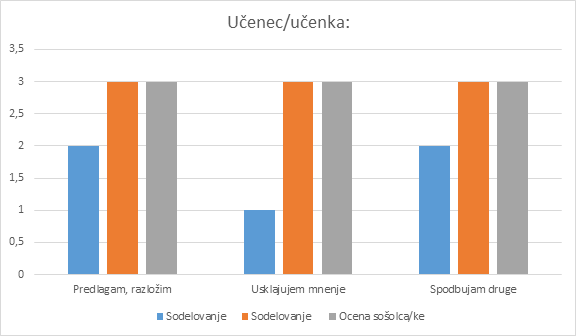 Učenec/učenka:
3,5
3
2,5
2
1,5
1
0,5
0
Predlagam, razložim
Usklajujem mnenje
Spodbujam druge
Sodelovanje
Sodelovanje
Ocena sošolca/ke